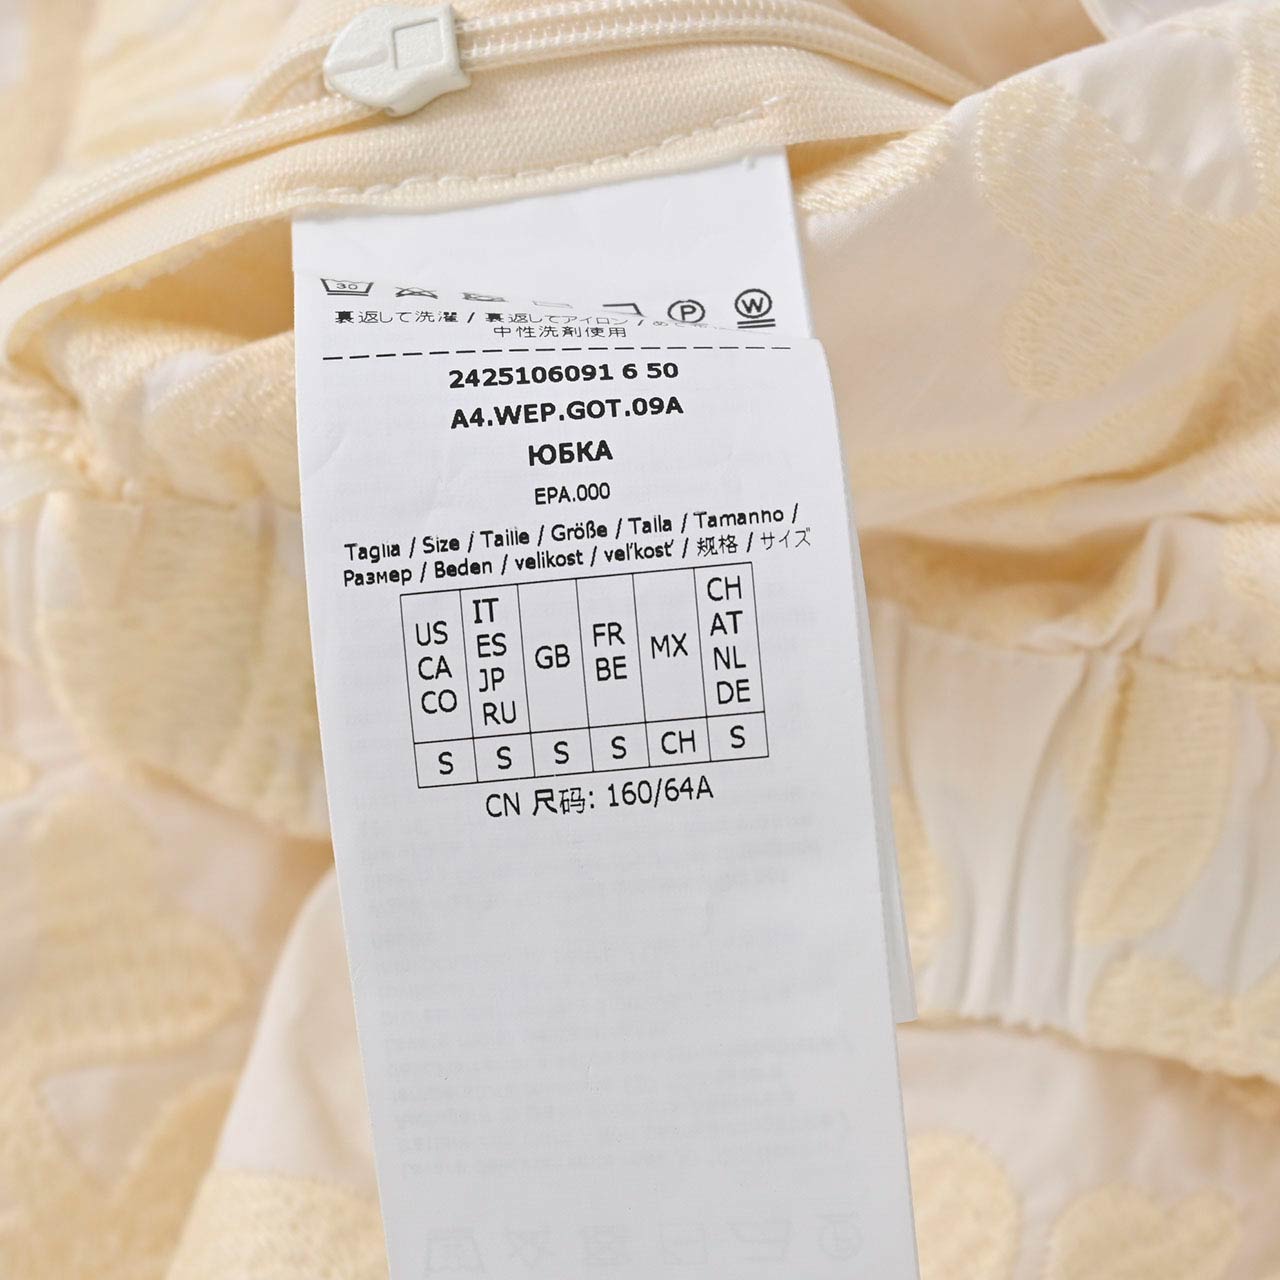 30
P W
裏返して洗濯 / 裏返してアイロン /
中性洗剤使用
2425106091 6 50
A4.WEP.GOT.09A
ЮБКА
EPA.000
Taglia / Size / Taille / Größe / Talla / Tamanho /
Размер / Beden / velikost / veľkosť / 规格 / サイズ
US CA CO IT ES JP RU GB FR BE MX CH AT NL DE
S S S S CH S
CN 尺码: 160/64A